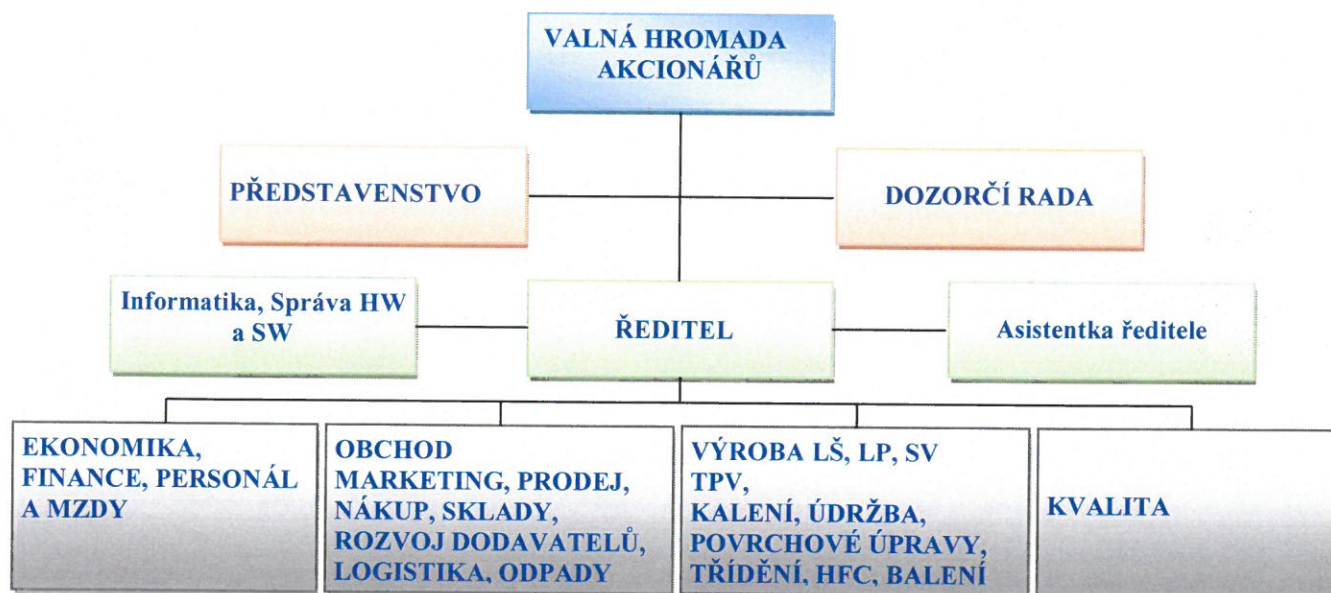 VALNÁ HROMADA
AKCIONÁŘŮ
PŘEDSTAVENSTVO
DOZORČÍ RADA
Informatika, Správa HW
a SW
ŘEDITEL
Asistentka ředitele
EKONOMIKA,
FINANCE, PERSONÁL
A MZDY
OBCHOD
MARKETING, PRODEJ,
NÁKUP, SKLADY,
ROZVOJ DODAVATELŮ,
LOGISTIKA, ODPADY
VÝROBA LŠ, LP, SV
TPV,
KALENÍ, ÚDRŽBA,
POVRCHOVÉ ÚPRAVY,
TŘÍDĚNÍ, HFC, BALENÍ
KVALITA